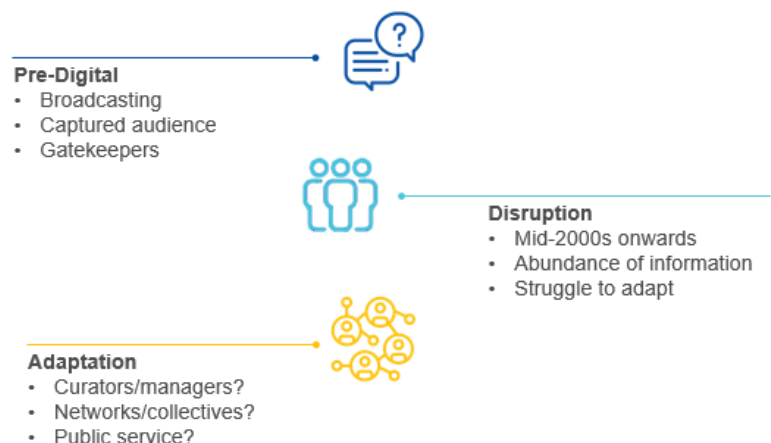 ?
Pre-Digital
• Broadcasting
• Captured audience
• Gatekeepers
Disruption
• Mid-2000s onwards
• Abundance of information
• Struggle to adapt
Adaptation
• Curators/managers?
• Networks/collectives?
• Public service?